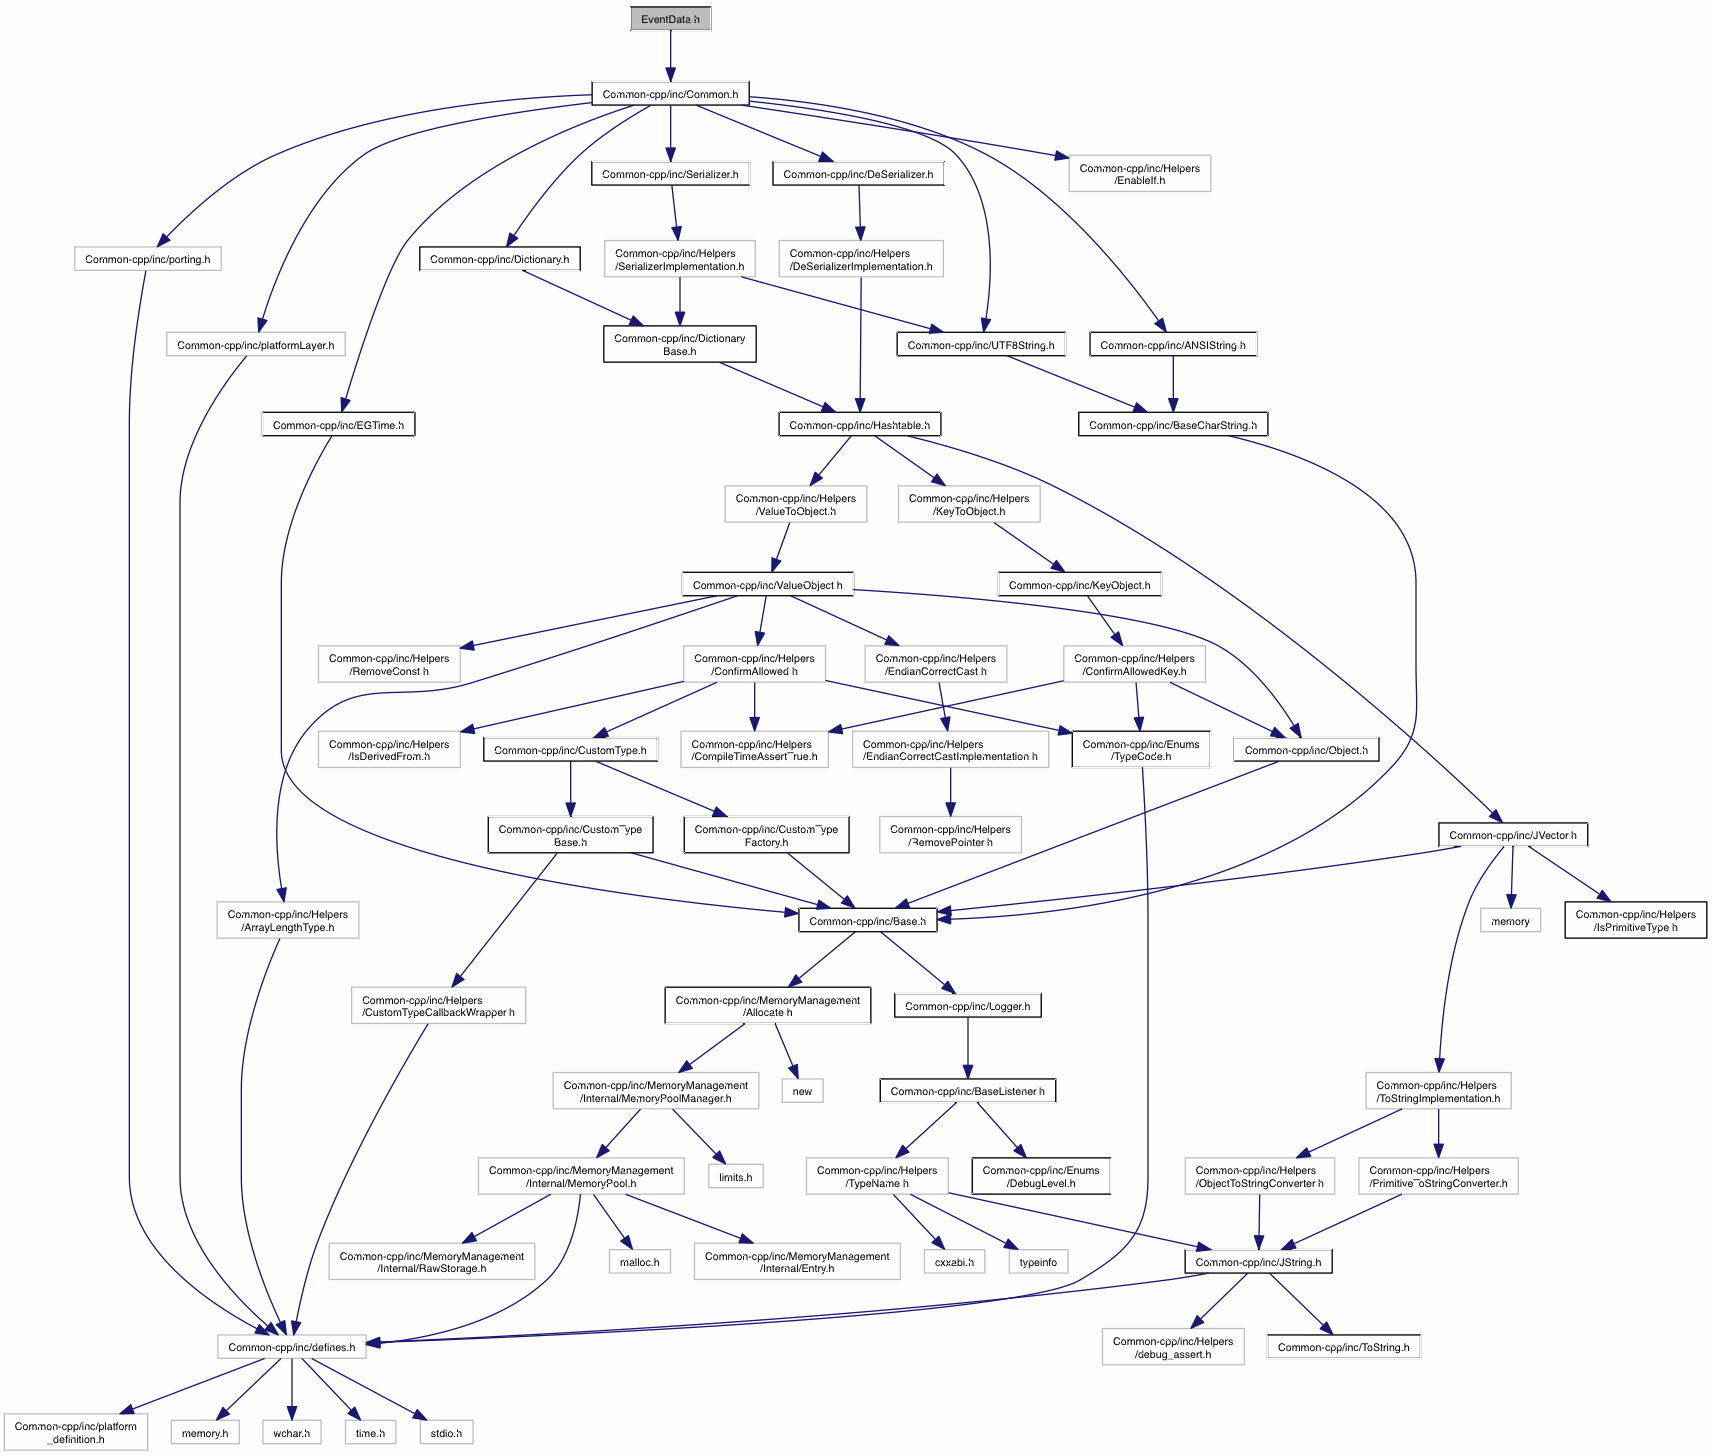 EventData.h
Common-cpp/inc/Common.h
Common-cpp/inc/Helpers
/EnableIf.h
Common-cpp/inc/Serializer.h
Common-cpp/inc/DeSerializer.h
Common-cpp/inc/porting.h
Common-cpp/inc/Dictionary.h
Common-cpp/inc/Helpers
/SerializerImplementation.h
Common-cpp/inc/Helpers
/DeSerializerImplementation.h
Common-cpp/inc/platformLayer.h
Common-cpp/inc/Dictionary
Base.h
Common-cpp/inc/UTF8String.h
Common-cpp/inc/ANSIString.h
Common-cpp/inc/EGTime.h
Common-cpp/inc/Hashtable.h
Common-cpp/inc/BaseCharString.h
Common-cpp/inc/Helpers
/ValueToObject.h
Common-cpp/inc/Helpers
/KeyToObject.h
Common-cpp/inc/ValueObject.h
Common-cpp/inc/KeyObject.h
Common-cpp/inc/Helpers
/RemoveConst.h
Common-cpp/inc/Helpers
/ConfirmAllowed.h
Common-cpp/inc/Helpers
/EndianCorrectCast.h
Common-cpp/inc/Helpers
/ConfirmAllowedKey.h
Common-cpp/inc/Helpers
/IsDerivedFrom.h
Common-cpp/inc/CustomType.h
Common-cpp/inc/Helpers
/CompileTimeAssertTrue.h
Common-cpp/inc/Helpers
/EndianCorrectCastImplementation.h
Common-cpp/inc/Enums
/TypeCode.h
Common-cpp/inc/Object.h
Common-cpp/inc/CustomType
Base.h
Common-cpp/inc/CustomType
Factory.h
Common-cpp/inc/Helpers
/RemovePointer.h
Common-cpp/inc/JVector.h
Common-cpp/inc/Helpers
/ArrayLengthType.h
Common-cpp/inc/Base.h
memory
Common-cpp/inc/Helpers
/IsPrimitiveType.h
Common-cpp/inc/Helpers
/CustomTypeCallbackWrapper.h
Common-cpp/inc/MemoryManagement
/Allocate.h
Common-cpp/inc/Logger.h
Common-cpp/inc/MemoryManagement
/Internal/MemoryPoolManager.h
new
Common-cpp/inc/BaseListener.h
Common-cpp/inc/Helpers
/ToStringImplementation.h
Common-cpp/inc/MemoryManagement
/Internal/MemoryPool.h
limits.h
Common-cpp/inc/Helpers
/TypeName.h
Common-cpp/inc/Enums
/DebugLevel.h
Common-cpp/inc/Helpers
/ObjectToStringConverter.h
Common-cpp/inc/Helpers
/PrimitiveToStringConverter.h
Common-cpp/inc/MemoryManagement
/Internal/RawStorage.h
malloc.h
Common-cpp/inc/MemoryManagement
/Internal/Entry.h
cxxabi.h
typeinfo
Common-cpp/inc/JString.h
Common-cpp/inc/defines.h
Common-cpp/inc/Helpers
/debug_assert.h
Common-cpp/inc/ToString.h
Common-cpp/inc/platform
_definition.h
memory.h
wchar.h
time.h
stdio.h